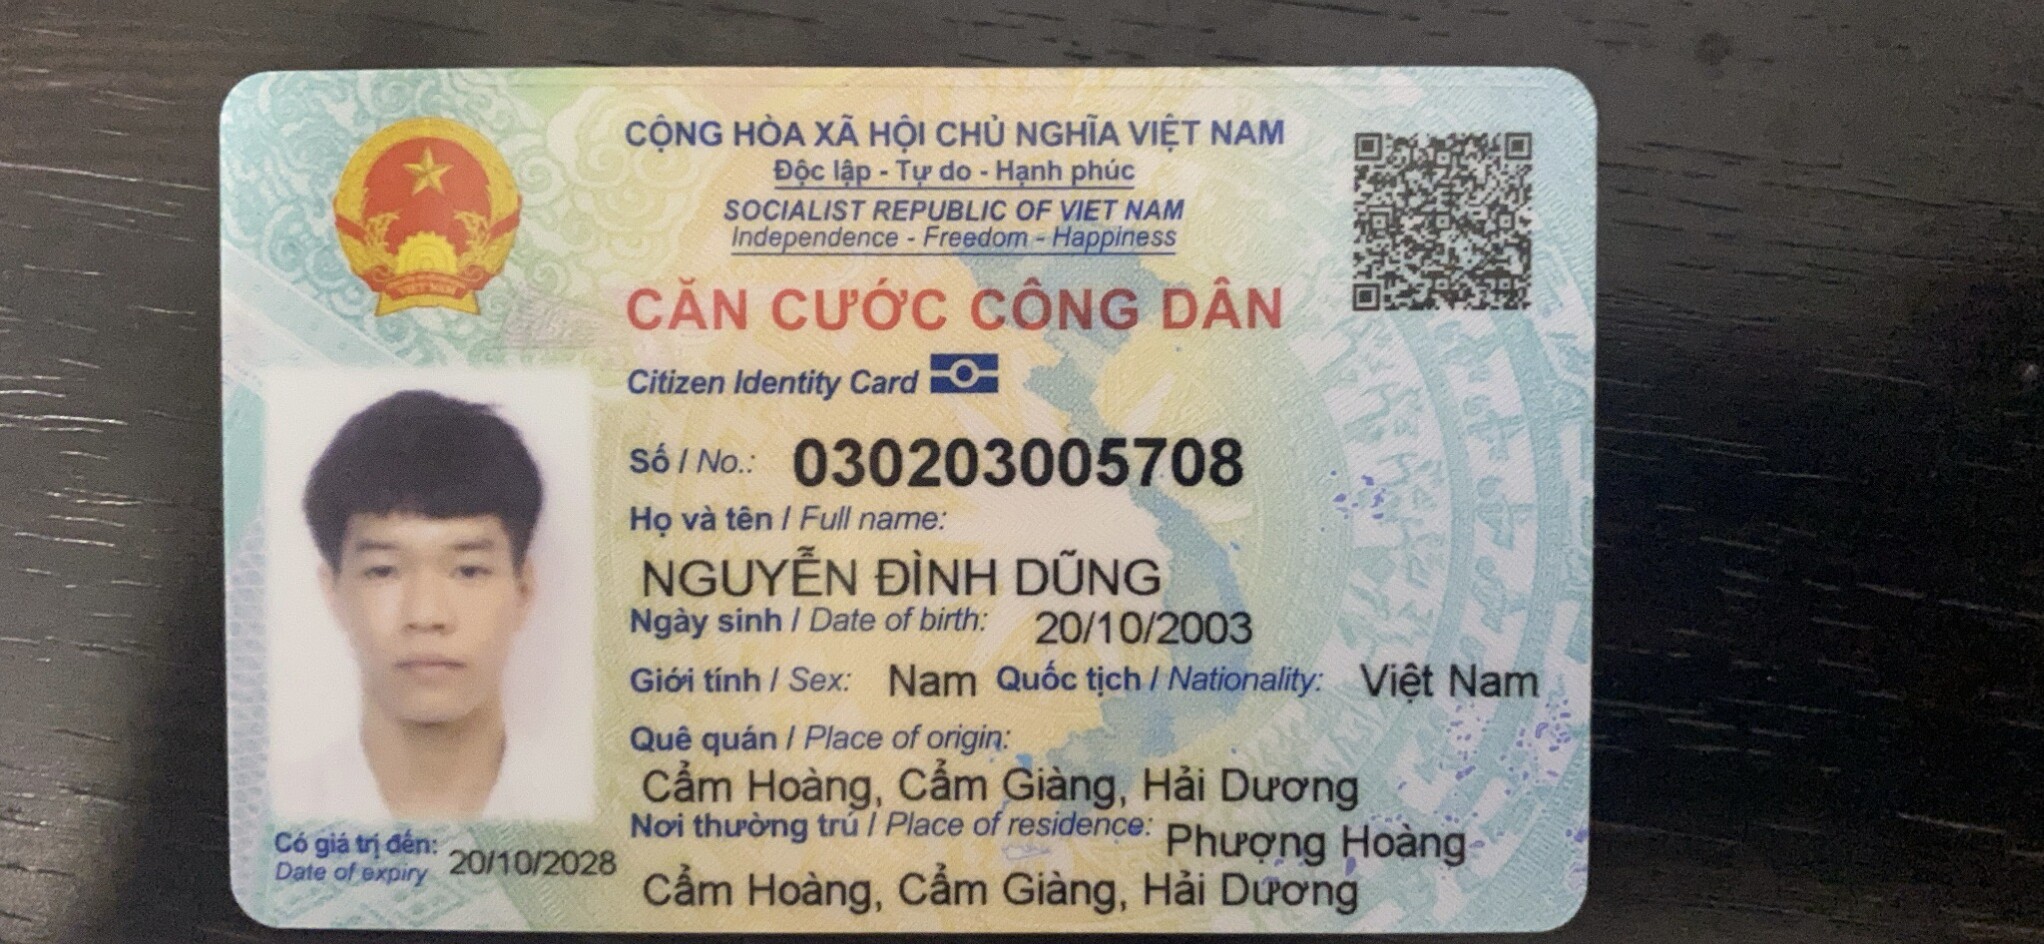 CỘNG HÒA XÃ HỘI CHỦ NGHĨA VIỆT NAM
Độc lập - Tự do - Hạnh phúc
SOCIALIST REPUBLIC OF VIET NAM
Independence - Freedom - Happiness
CĂN CƯỚC CÔNG DÂN
Citizen Identity Card
Số / No.: 030203005708
Họ và tên / Full name:
NGUYỄN ĐÌNH DŨNG
Ngày sinh / Date of birth: 20/10/2003
Giới tính / Sex: Nam Quốc tịch / Nationality: Việt Nam
Quê quán / Place of origin:
Cẩm Hoàng, Cẩm Giàng, Hải Dương
Nơi thường trú / Place of residence: Phượng Hoàng
Cẩm Hoàng, Cẩm Giàng, Hải Dương
Có giá trị đến: 20/10/2028
Date of expiry